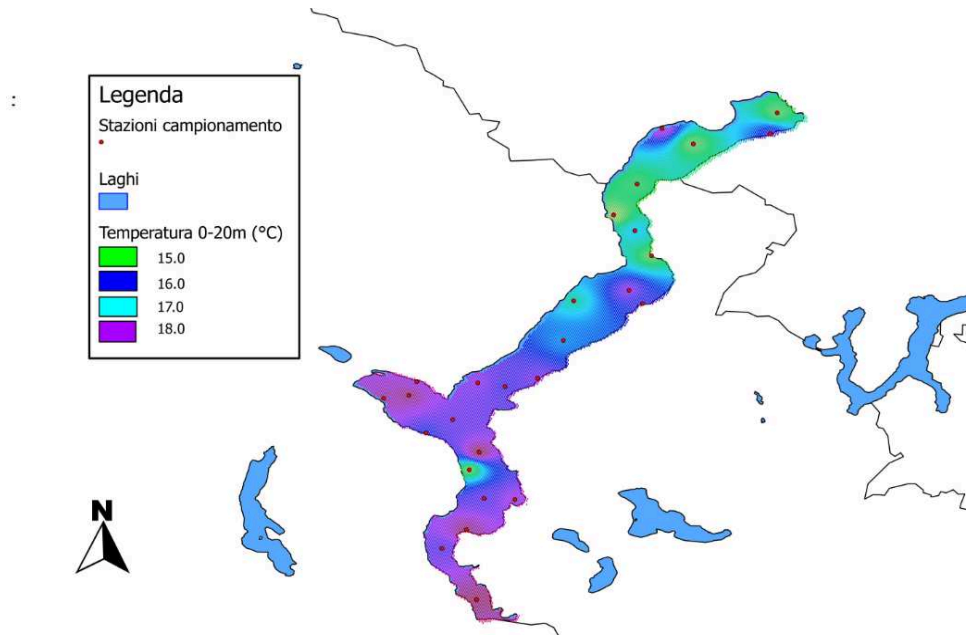 :
Legenda
Stazioni campionamento
Laghi
Temperatura 0-20m (°C)
15.0
16.0
17.0
18.0
N